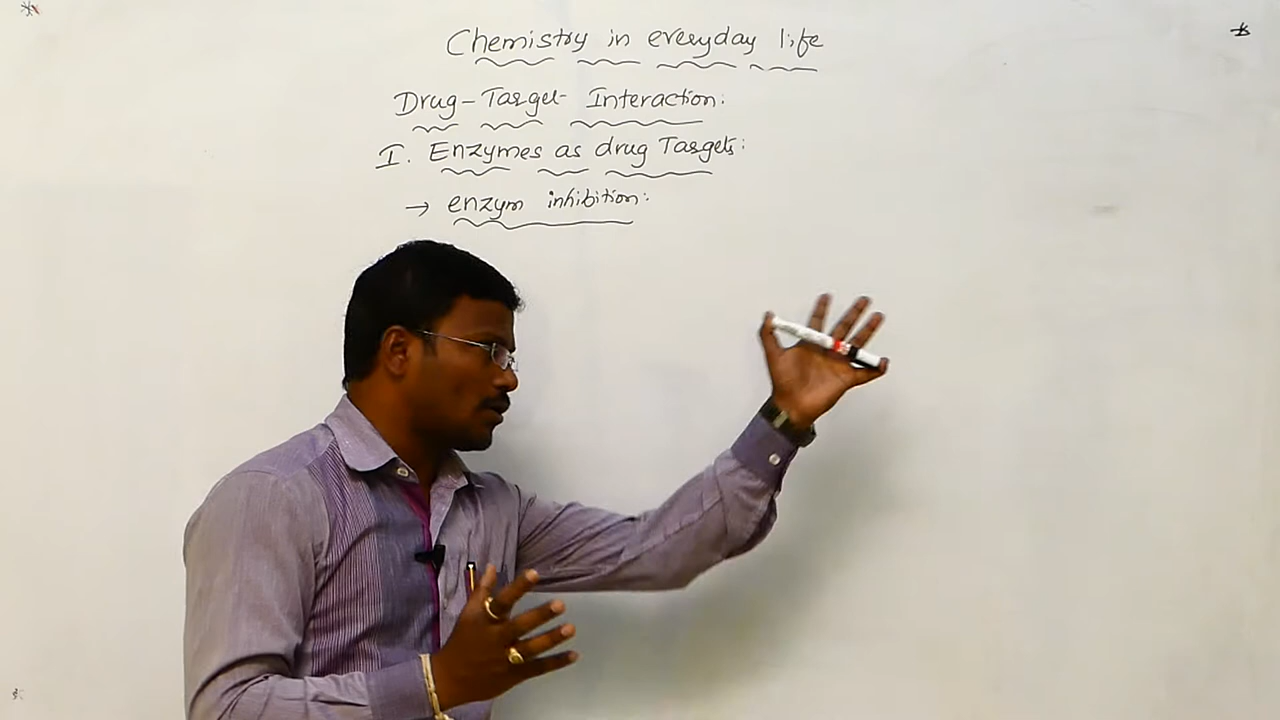 Chemistry in everyday life
Drug-Target Interaction:
I. Enzymes as drug Targets:
→ enzym inhibition: